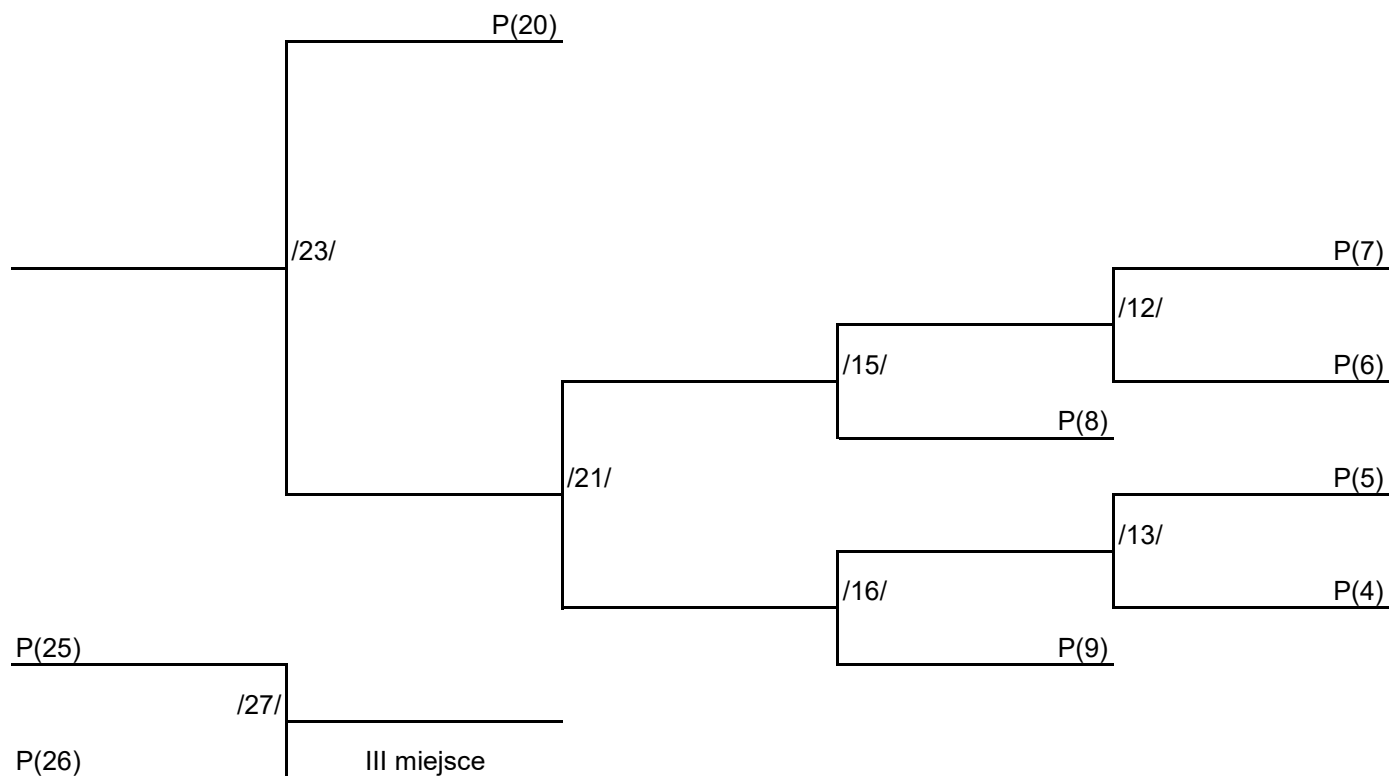 P(20)
/23/
P(7)
/12/
/15/
P(6)
P(8)
/21/
P(5)
/13/
/16/
P(4)
P(25)
P(9)
/27/
P(26)
III miejsce